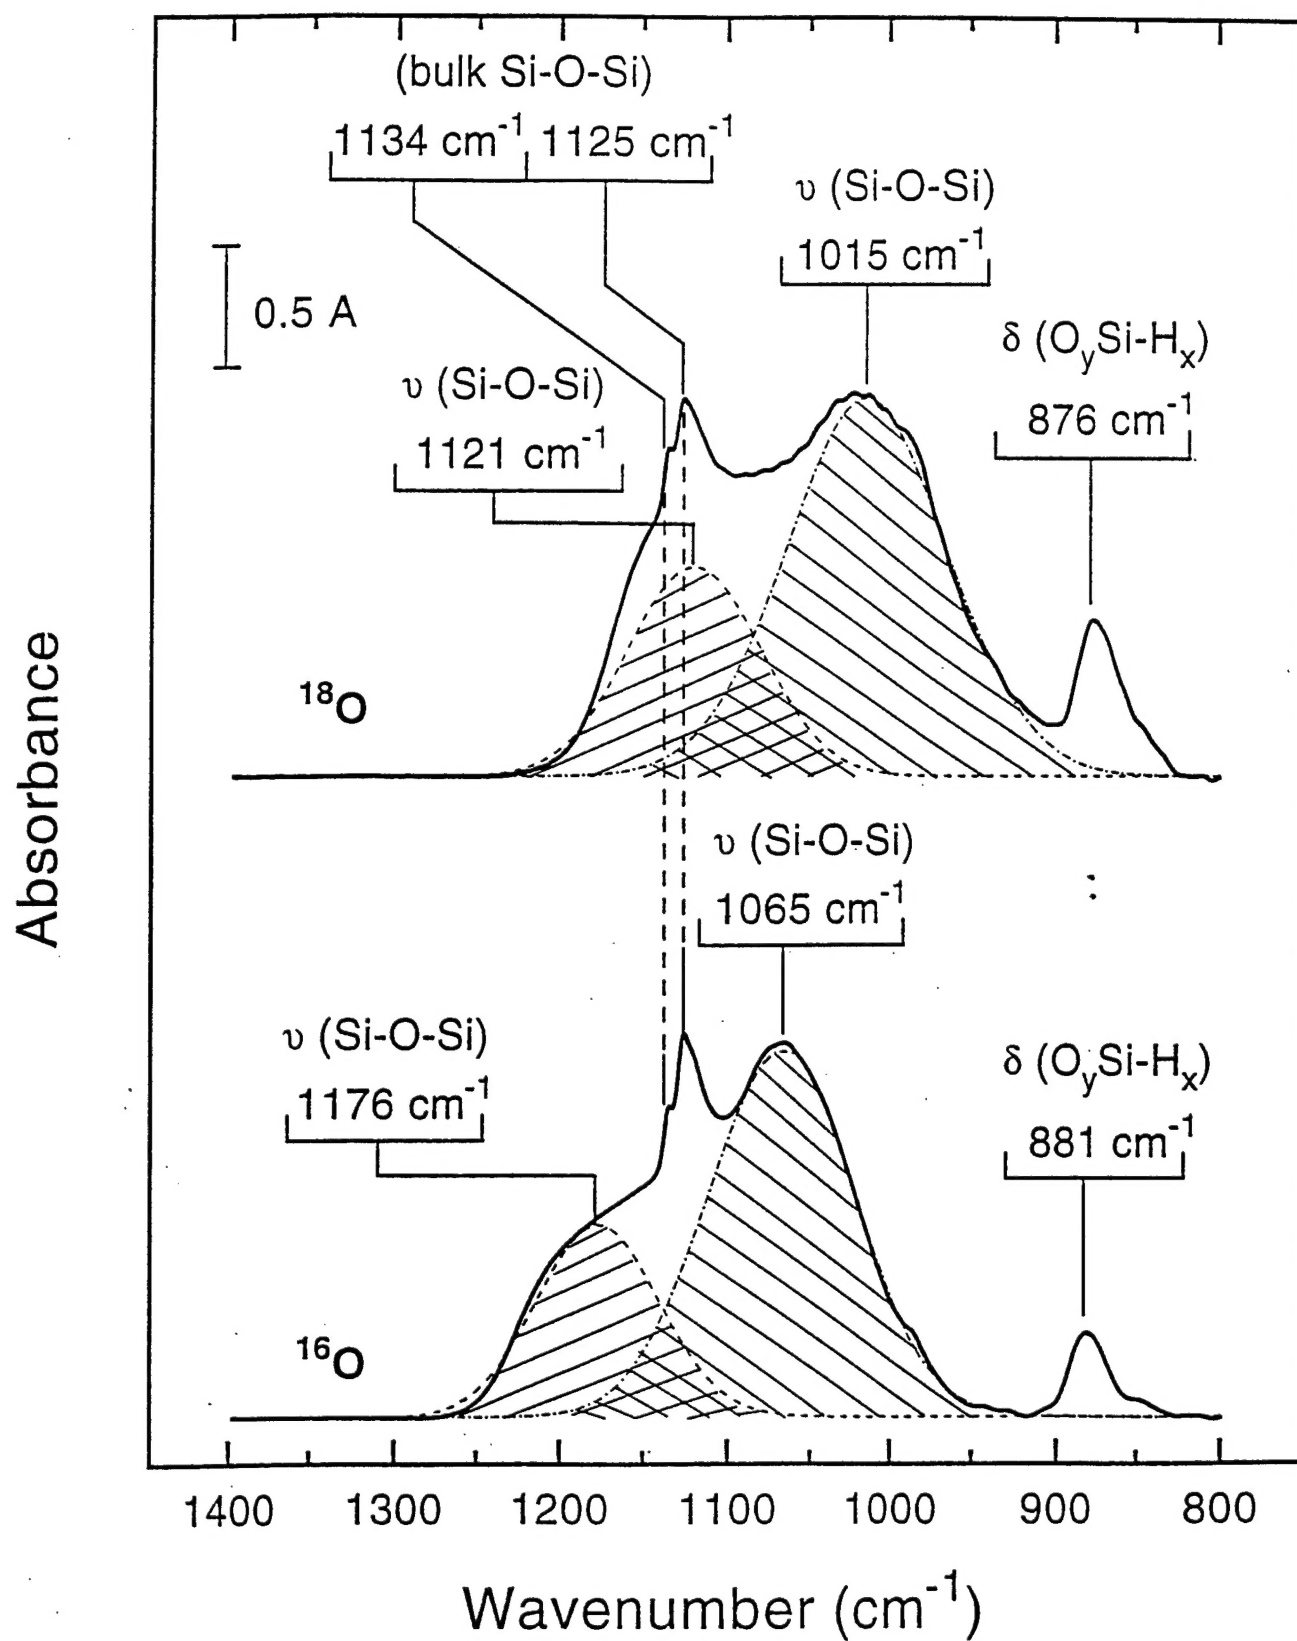 (bulk Si-O-Si)
1134 cm⁻¹ 1125 cm⁻¹
υ (Si-O-Si)
1015 cm⁻¹
0.5 A
δ (OᵧSi-Hₓ)
876 cm⁻¹
υ (Si-O-Si)
1121 cm⁻¹
¹⁸O
υ (Si-O-Si)
1065 cm⁻¹
υ (Si-O-Si)
1176 cm⁻¹
δ (OᵧSi-Hₓ)
881 cm⁻¹
¹⁶O
Absorbance
1400 1300 1200 1100 1000 900 800
Wavenumber (cm⁻¹)